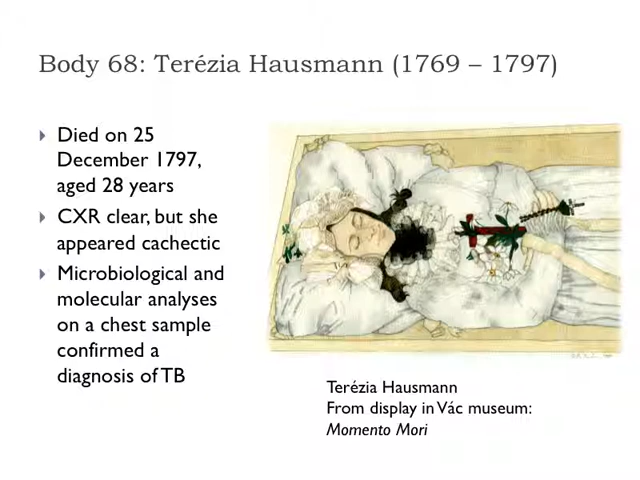 Body 68: Terézia Hausmann (1769 – 1797)
Died on 25
December 1797,
aged 28 years
CXR clear, but she
appeared cachectic
Microbiological and
molecular analyses
on a chest sample
confirmed a
diagnosis of TB
Terézia Hausmann
From display in Vác museum:
Momento Mori